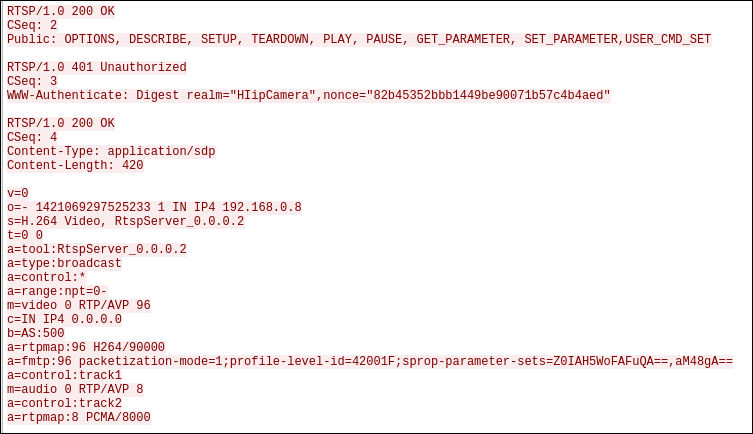 RTSP/1.0 200 OK
CSeq: 2
Public: OPTIONS, DESCRIBE, SETUP, TEARDOWN, PLAY, PAUSE, GET_PARAMETER, SET_PARAMETER,USER_CMD_SET

RTSP/1.0 401 Unauthorized
CSeq: 3
WWW-Authenticate: Digest realm="HIipCamera",nonce="82b45352bbb1449be90071b57c4b4aed"

RTSP/1.0 200 OK
CSeq: 4
Content-Type: application/sdp
Content-Length: 420

v=0
o=- 1421069297525233 1 IN IP4 192.168.0.8
s=H.264 Video, RtspServer_0.0.0.2
t=0 0
a=tool:RtspServer_0.0.0.2
a=type:broadcast
a=control:*
a=range:npt=0-
m=video 0 RTP/AVP 96
c=IN IP4 0.0.0.0
b=AS:500
a=rtpmap:96 H264/90000
a=fmtp:96 packetization-mode=1;profile-level-id=42001F;sprop-parameter-sets=Z0IAH5WoFAFuQA==,aM48gA==
a=control:track1
m=audio 0 RTP/AVP 8
a=control:track2
a=rtpmap:8 PCMA/8000